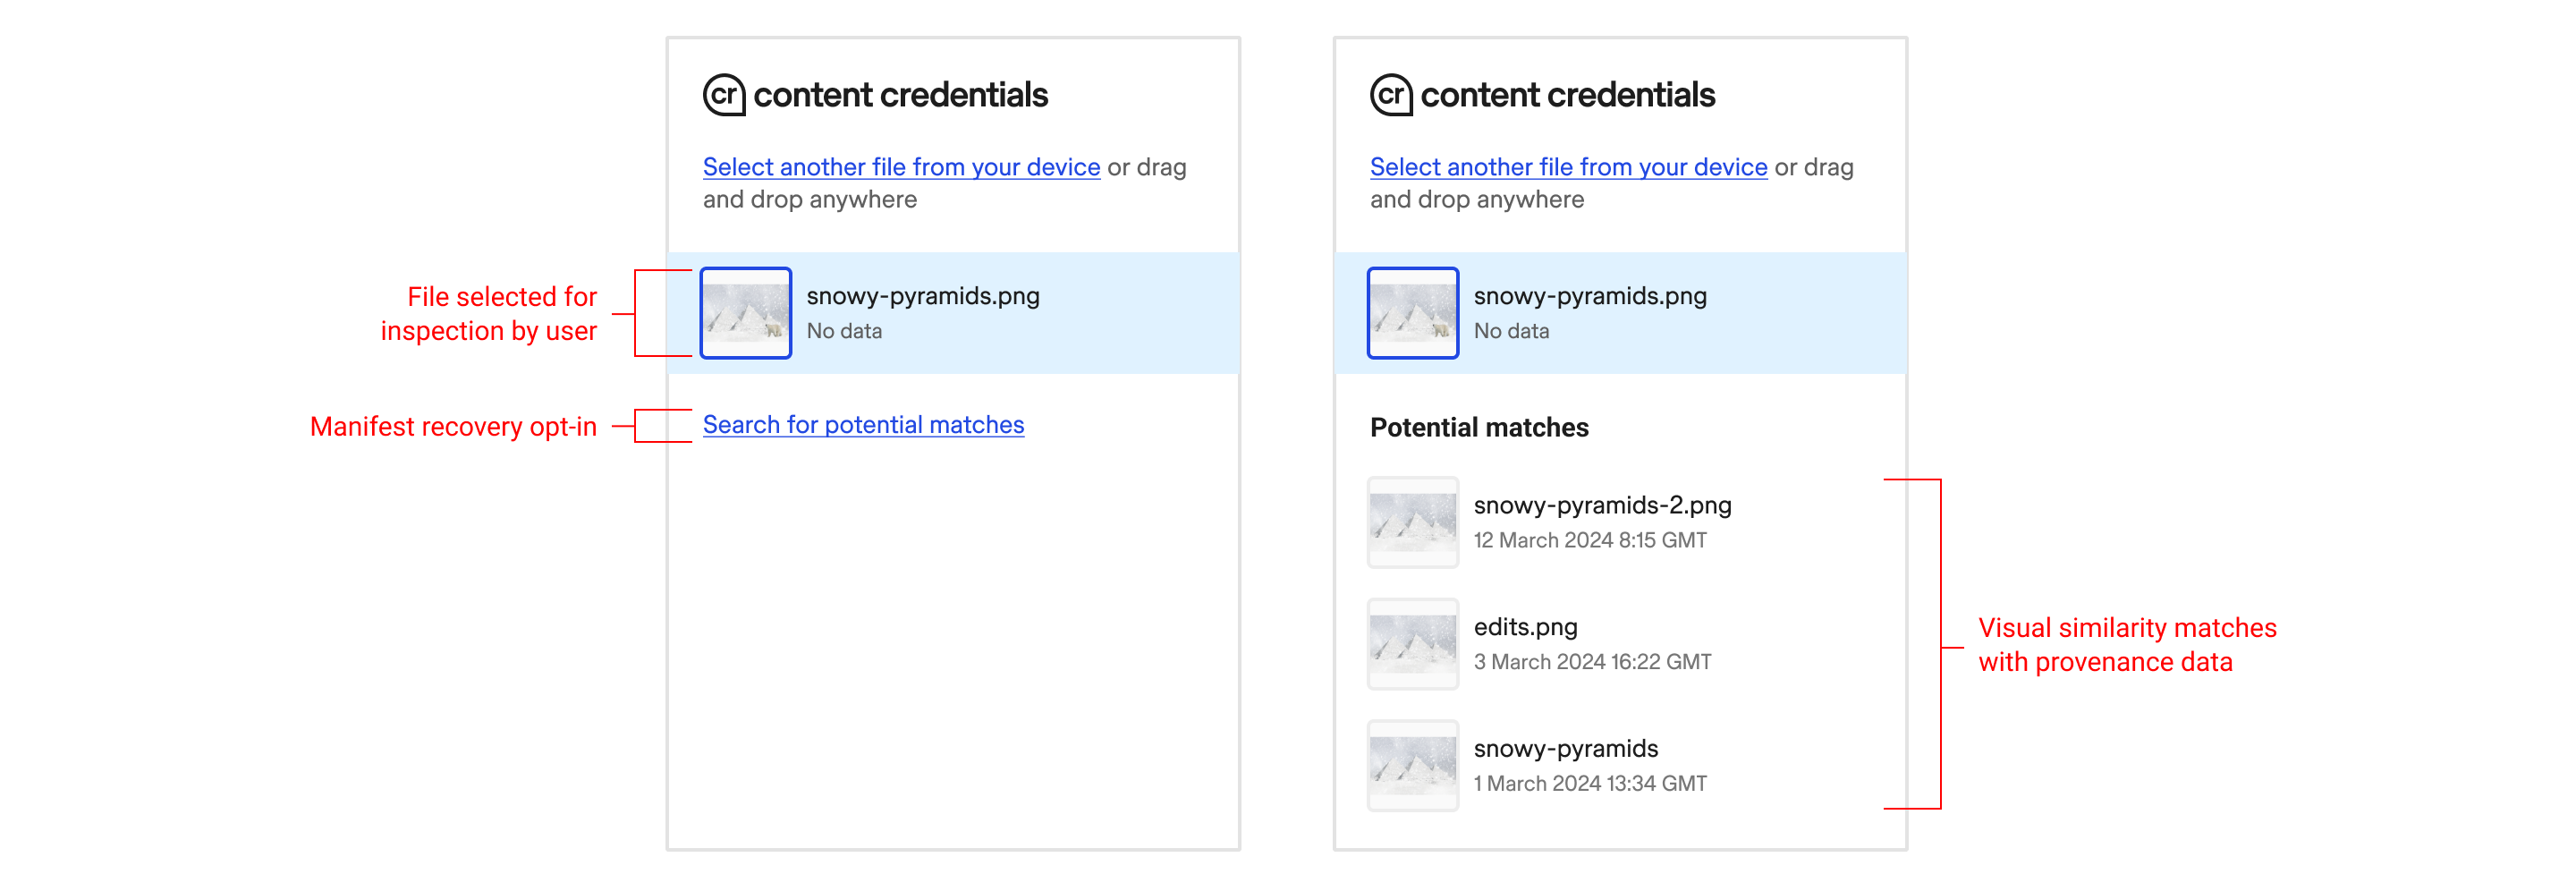 cr content credentials
Select another file from your device or drag
and drop anywhere
File selected for
inspection by user
snowy-pyramids.png
No data
Manifest recovery opt-in
Search for potential matches
cr content credentials
Select another file from your device or drag
and drop anywhere
snowy-pyramids.png
No data
Potential matches
snowy-pyramids-2.png
12 March 2024 8:15 GMT
edits.png
3 March 2024 16:22 GMT
snowy-pyramids
1 March 2024 13:34 GMT
Visual similarity matches
with provenance data